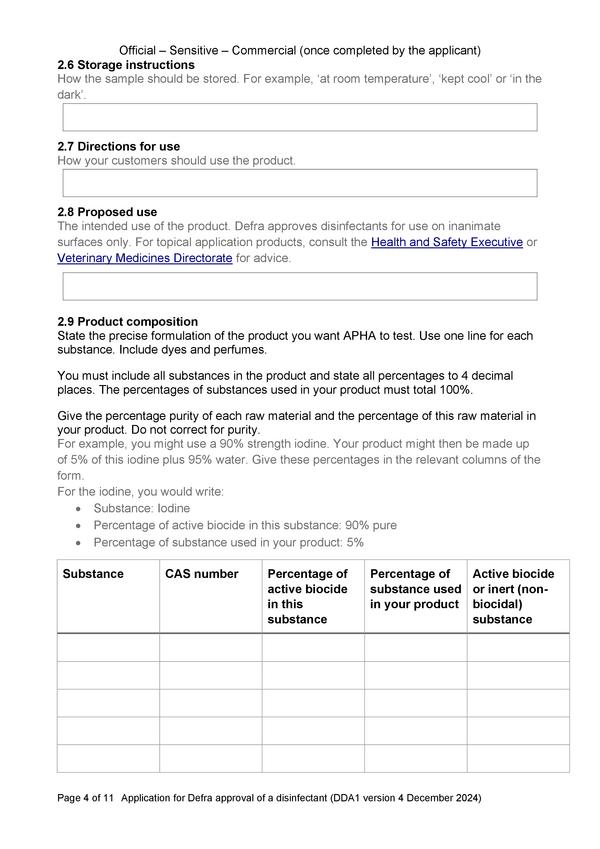 Official – Sensitive – Commercial (once completed by the applicant)
2.6 Storage instructions
How the sample should be stored. For example, ‘at room temperature’, ‘kept cool’ or ‘in the
dark’.
2.7 Directions for use
How your customers should use the product.
2.8 Proposed use
The intended use of the product. Defra approves disinfectants for use on inanimate
surfaces only. For topical application products, consult the Health and Safety Executive or
Veterinary Medicines Directorate for advice.
2.9 Product composition
State the precise formulation of the product you want APHA to test. Use one line for each
substance. Include dyes and perfumes.
You must include all substances in the product and state all percentages to 4 decimal
places. The percentages of substances used in your product must total 100%.
Give the percentage purity of each raw material and the percentage of this raw material in
your product. Do not correct for purity.
For example, you might use a 90% strength iodine. Your product might then be made up
of 5% of this iodine plus 95% water. Give these percentages in the relevant columns of the
form.
For the iodine, you would write:
• Substance: Iodine
• Percentage of active biocide in this substance: 90% pure
• Percentage of substance used in your product: 5%
Substance
CAS number
Percentage of
active biocide
in this
substance
Percentage of
substance used
in your product
Active biocide
or inert (non-
biocidal)
substance
Page 4 of 11 Application for Defra approval of a disinfectant (DDA1 version 4 December 2024)